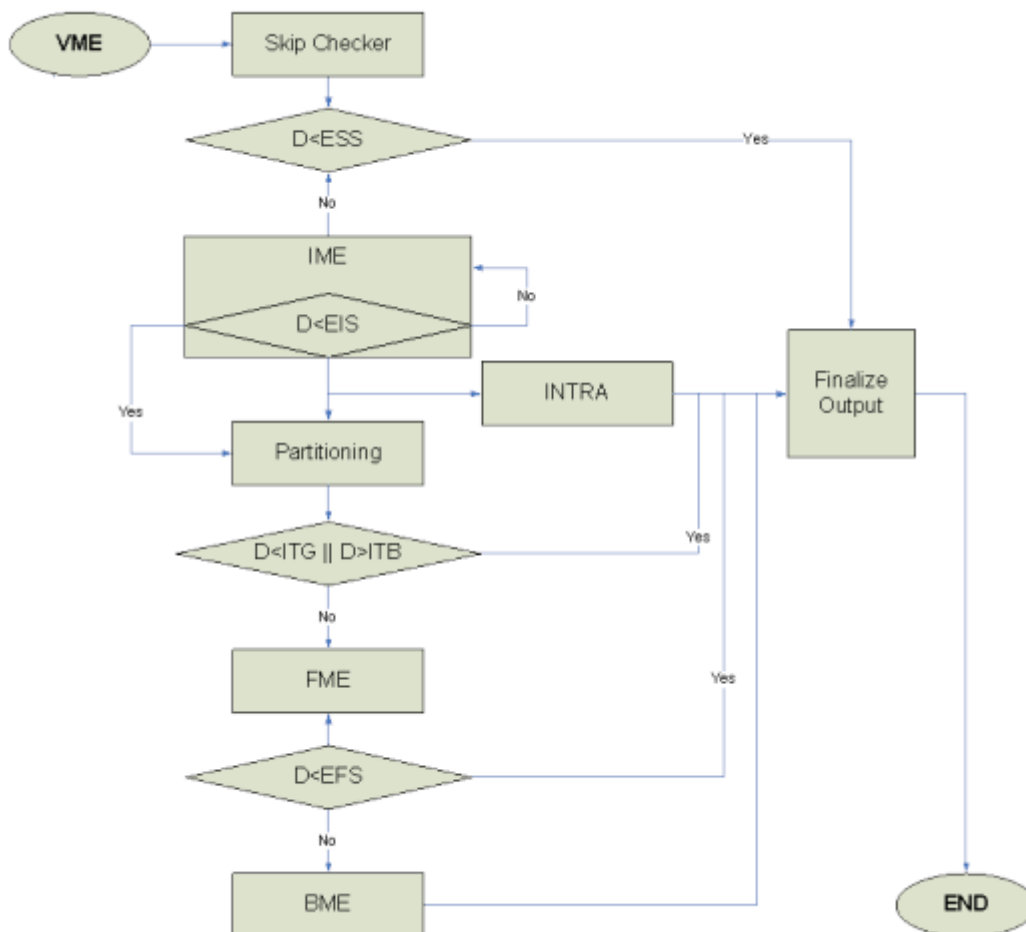 VME
Skip Checker
D<ESS
Yes
No
IME
D<EIS
No
Yes
INTRA
Finalize
Output
Partitioning
D<ITG || D>ITB
Yes
No
FME
Yes
D<EFS
No
BME
END